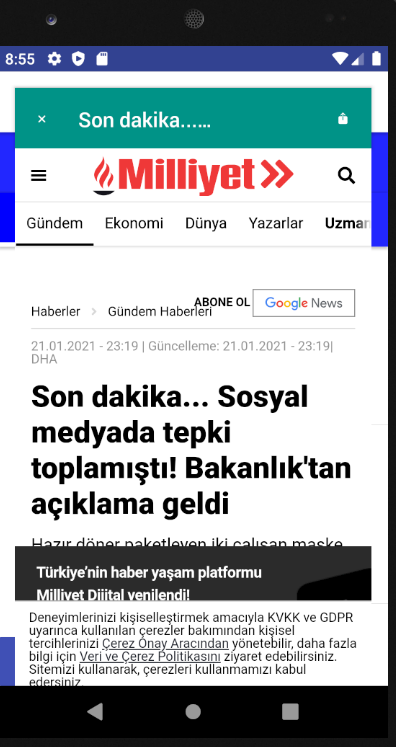 8:55
× Son dakika......
Milliyet
Gündem Ekonomi Dünya Yazarlar Uzman
ABONE OL Google News
Haberler > Gündem Haberleri
21.01.2021 - 23:19 | Güncelleme: 21.01.2021 - 23:19|
DHA
Son dakika... Sosyal
medyada tepki
toplamıştı! Bakanlık'tan
açıklama geldi
Hazır döner paketleyen iki çalışan maske
Türkiye'nin haber yaşam platformu
Milliyet Dijital yenilendi!
Deneyimlerinizi kişiselleştirmek amacıyla KVKK ve GDPR
uyarınca kullanılan çerezler bakımından kişisel
tercihlerinizi Çerez Onay Aracından yönetebilir, daha fazla
bilgi için Veri ve Çerez Politikasını ziyaret edebilirsiniz.
Sitemizi kullanarak, çerezleri kullanmamızı kabul
edersiniz.